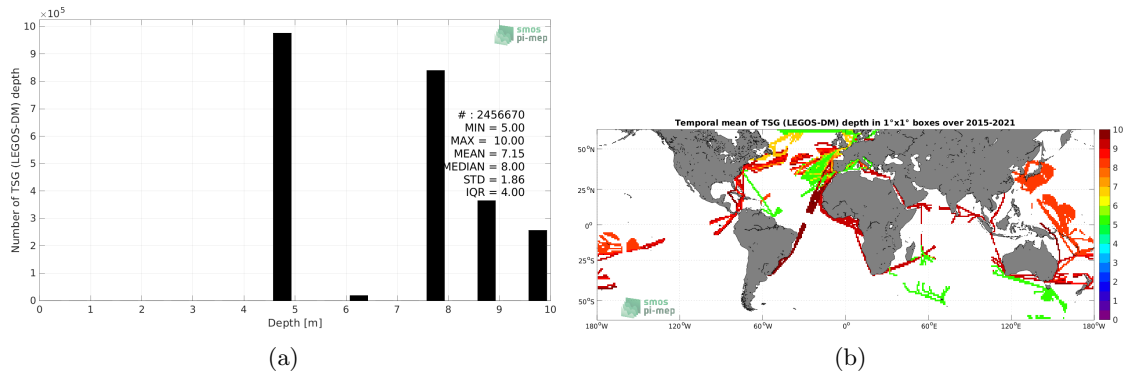 ×10⁵
10
9
8
7
6
5
4
3
2
1
0
Number of TSG (LEGOS-DM) depth
smos
pi-mep
# : 2456670
MIN = 5.00
MAX = 10.00
MEAN = 7.15
MEDIAN = 8.00
STD = 1.86
IQR = 4.00
0 1 2 3 4 5 6 7 8 9 10
Depth [m]
(a)
Temporal mean of TSG (LEGOS-DM) depth in 1°x1° boxes over 2015-2021
50°N
25°N
0°
25°S
50°S
smos
pi-mep
180°W 120°W 60°W 0° 60°E 120°E 180°W
10
9
8
7
6
5
4
3
2
1
0
(b)